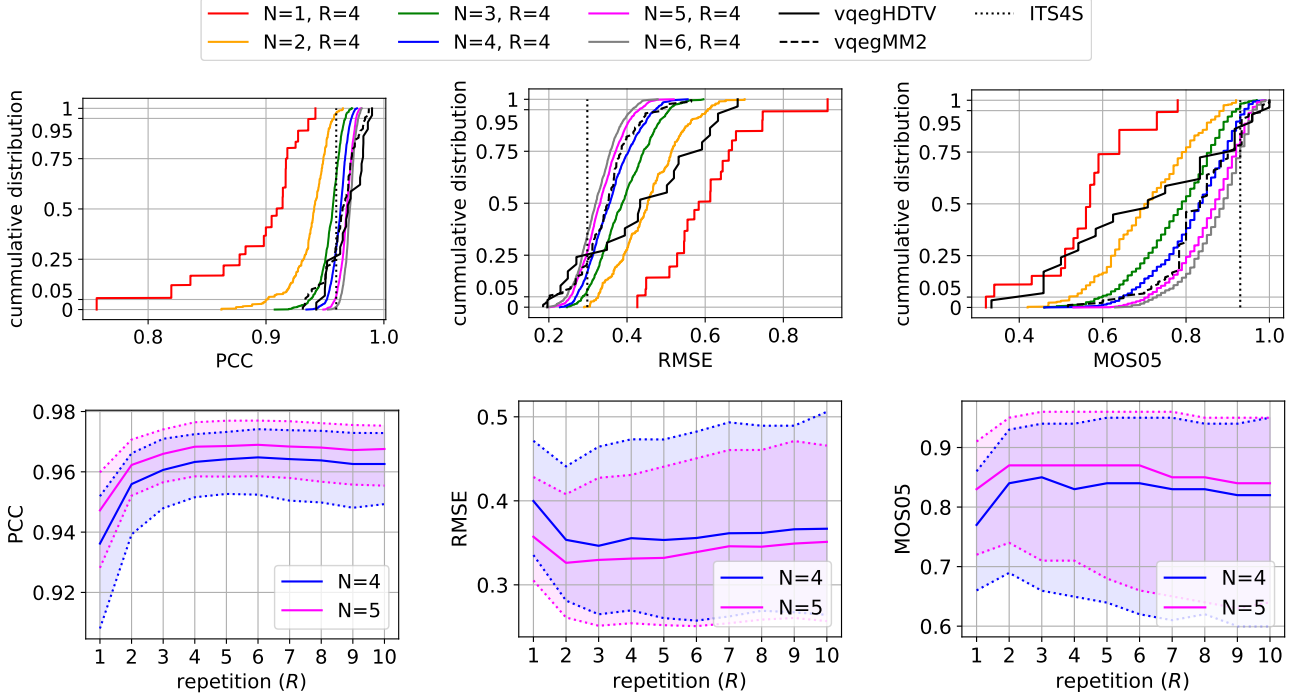 N=1, R=4 N=3, R=4 N=5, R=4 vqegHDTV ITS4S
N=2, R=4 N=4, R=4 N=6, R=4 vqegMM2
cummulative distribution
1
0.95
0.75
0.5
0.25
0.05
0
0.8 0.9 1.0
PCC
cummulative distribution
1
0.95
0.75
0.5
0.25
0.05
0
0.2 0.4 0.6 0.8
RMSE
cummulative distribution
1
0.95
0.75
0.5
0.25
0.05
0
0.4 0.6 0.8 1.0
MOS05
PCC
0.98
0.96
0.94
0.92
N=4
N=5
1 2 3 4 5 6 7 8 9 10
repetition (R)
RMSE
0.5
0.4
0.3
N=4
N=5
1 2 3 4 5 6 7 8 9 10
repetition (R)
MOS05
0.9
0.8
0.7
0.6
N=4
N=5
1 2 3 4 5 6 7 8 9 10
repetition (R)